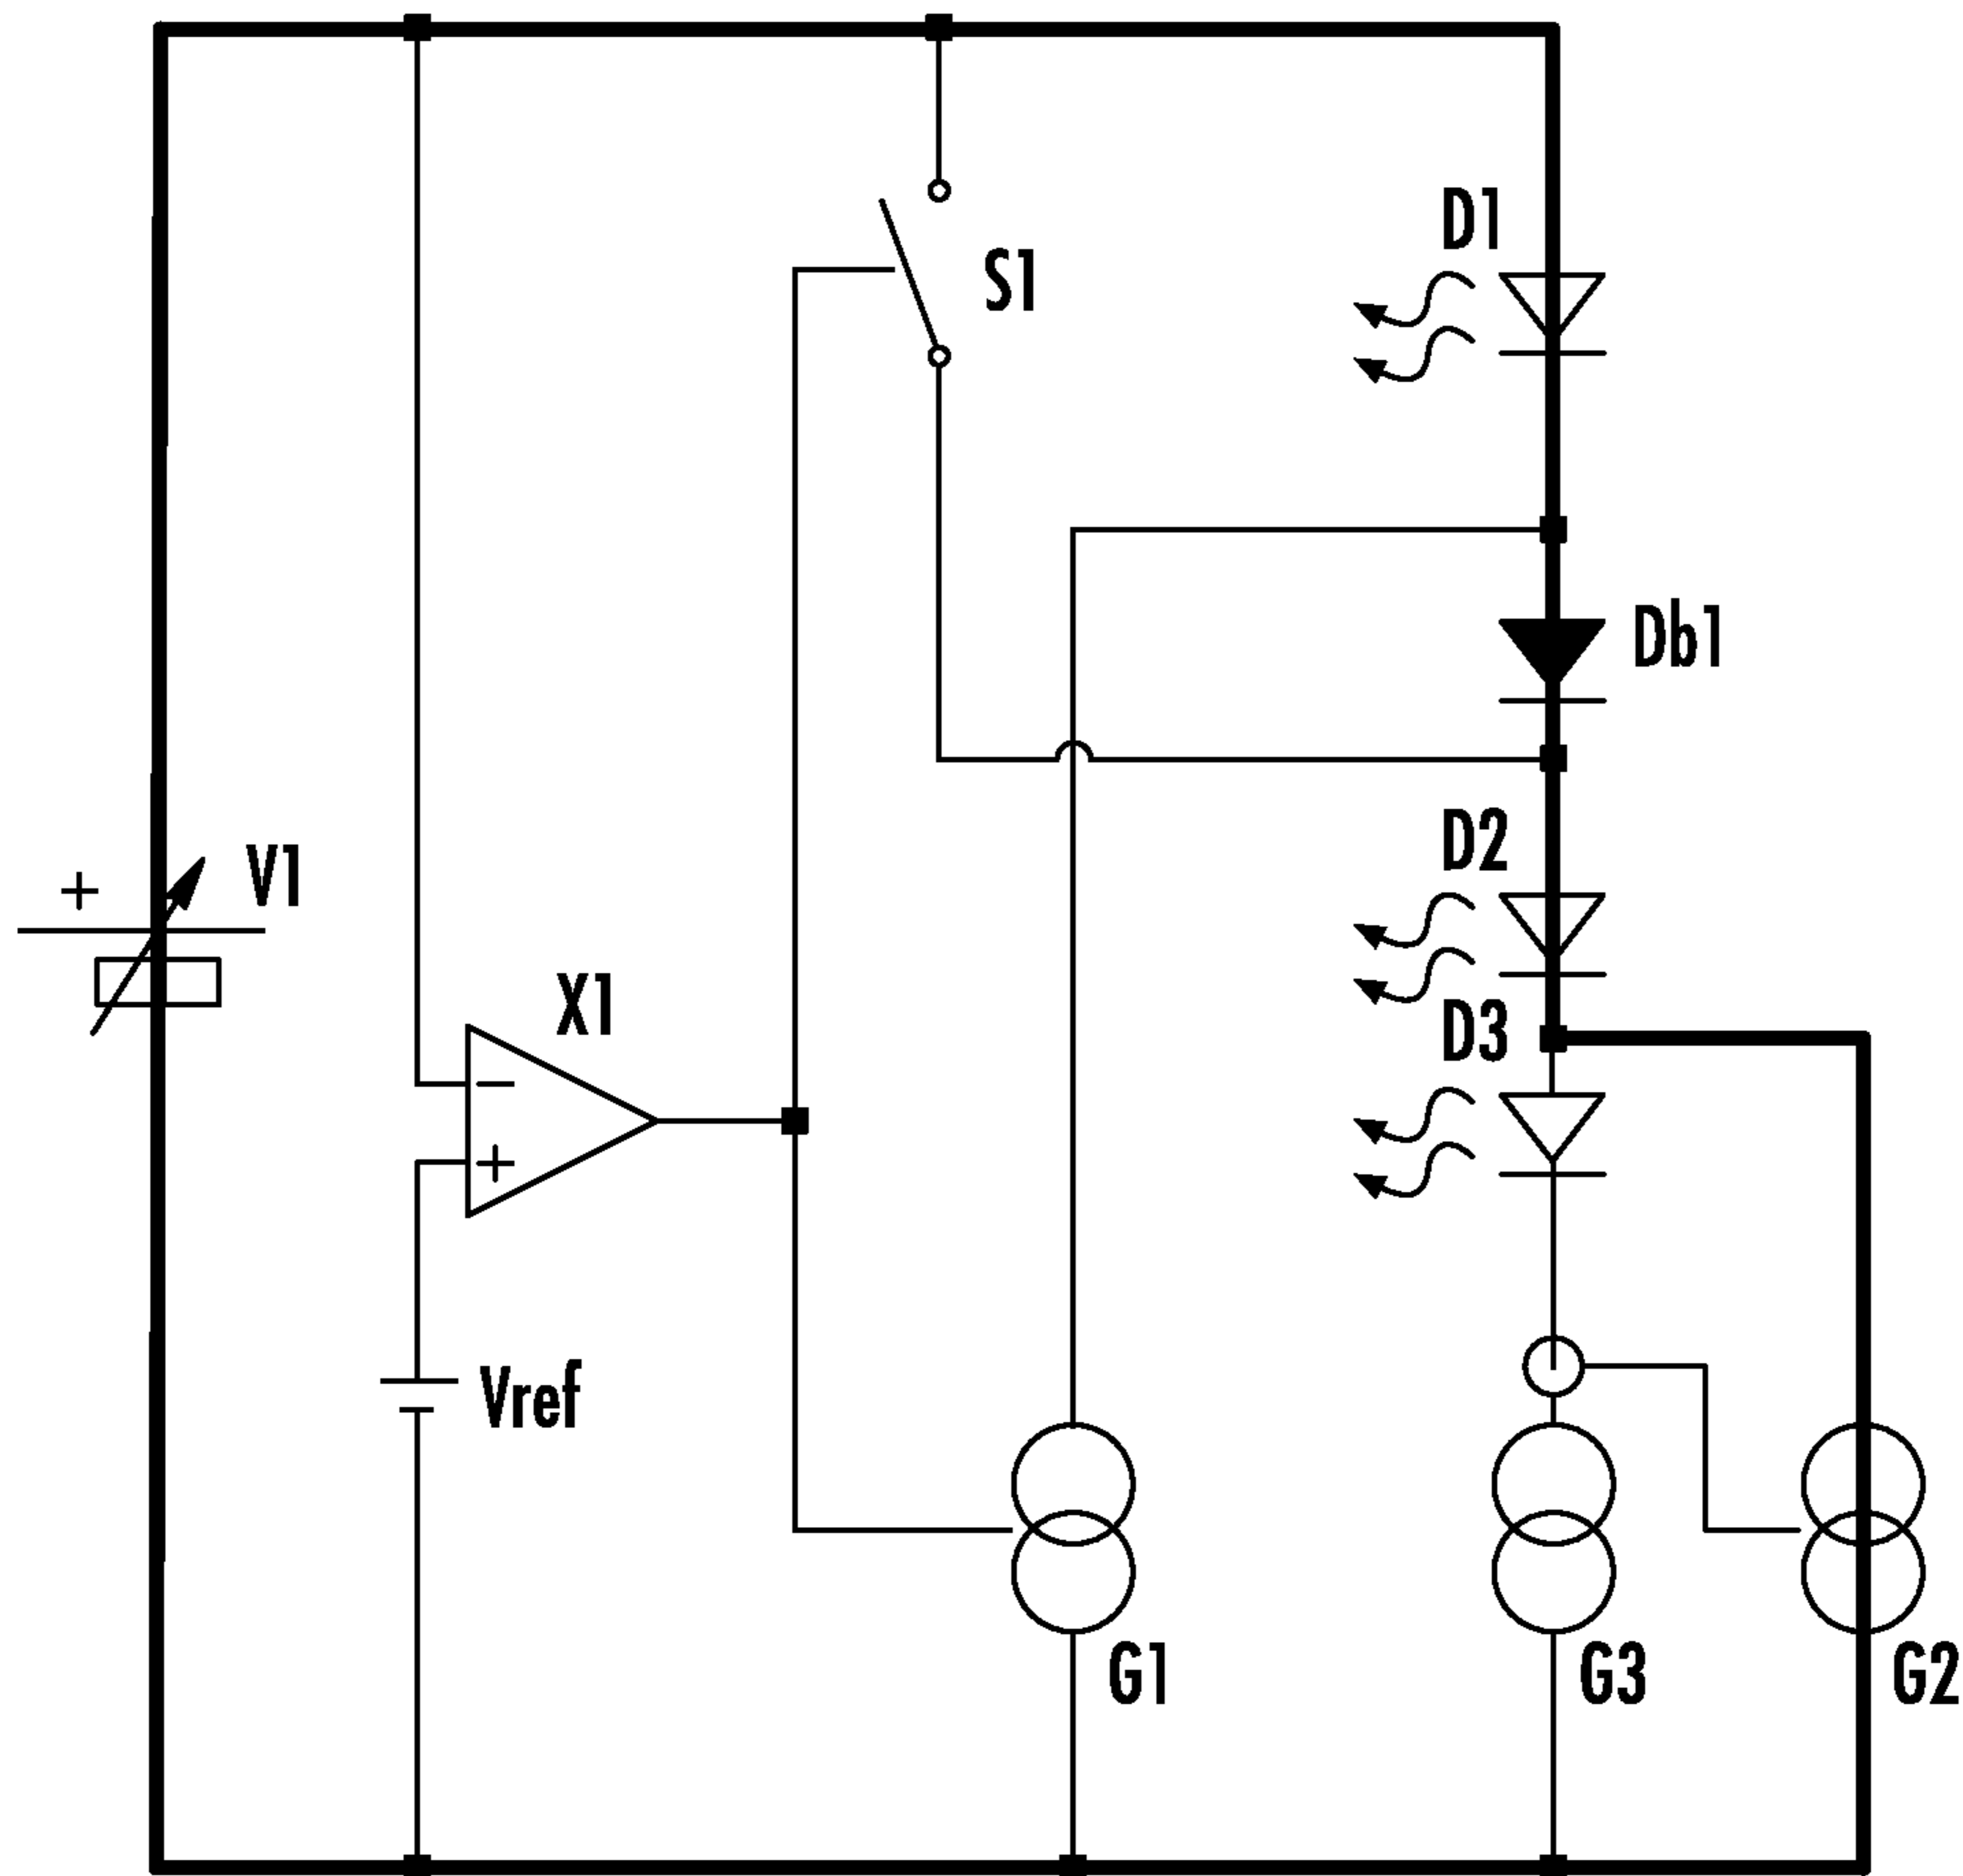 D1
S1
Db1
D2
V1
+
X1
D3
−
+
Vref
G1
G3
G2